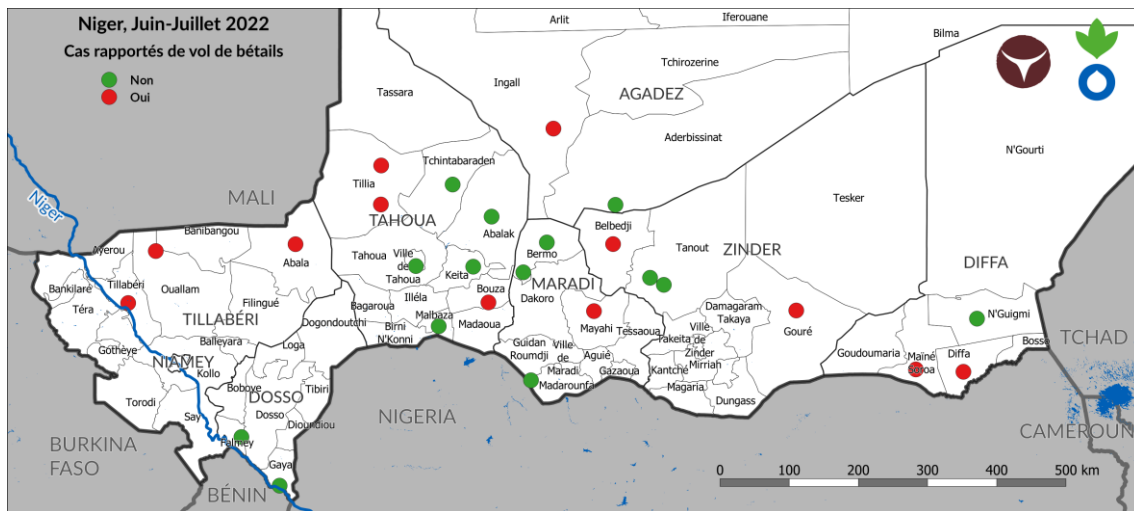 Niger, Juin-Juillet 2022
Cas rapportés de vol de bétails
Non
Oui
Arlit
Iferouane
Bilma
Tchirozerine
Ingall
AGADEZ
Tassara
Aderbissinat
N'Gourti
Tchintabaraden
Tillia
MALI
Niger
TAHOUA
Abalak
Tesker
Belbedji
Banibangou
Ayerou
Abala
Tahoua
Ville
de
Tahoua
Keita
Bermo
Tanout
ZINDER
DIFFA
Bankilaré
Tillabéri
Ouallam
Filingué
MARADI
Dakoro
Bouza
Illéla
Bagaroua
Téra
TILLABÉRI
Dogondoutchi
Malbaza
Birni
N'Konni
Madaoua
Mayahi
Tessaoua
Damagaram
Takaya
Gouré
N'Guigmi
Bosso
TCHAD
Gothèye
Balleyara
Loga
Guidan
Roumdji
Ville
de
Maradi
Aguié
Gazaoua
Madarounfa
Takeita
Ville
de
Zinder
Mirriah
Kantché
Magaria
Dungass
Goudoumaria
Maïné
Soroa
Diffa
NIAMEY
Kollo
Boboye
Tibiri
DOSSO
Dosso
Dioundiou
Torodi
Say
Falmey
Gaya
NIGERIA
BURKINA
FASO
BÉNIN
CAMEROUN
0 100 200 300 400 500 km